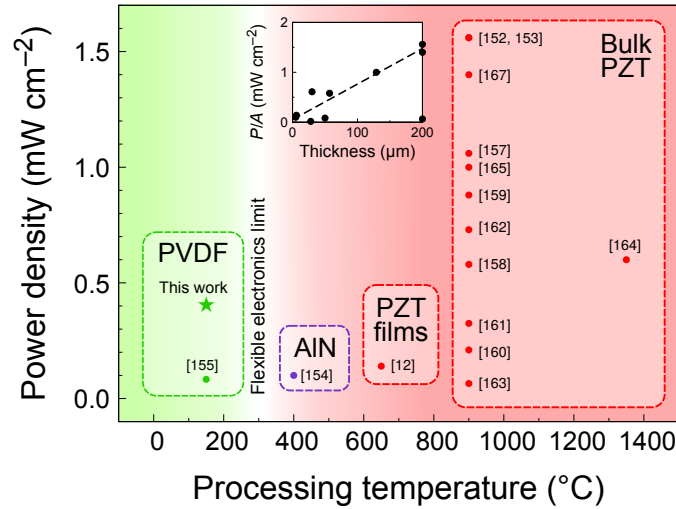 Power density (mW cm−2)
1.5
1.0
0.5
0.0
0
200
400
600
800
1000
1200
1400
Processing temperature (°C)
P/A (mW cm−2)
2
1
0
0
100
200
Thickness (μm)
PVDF
This work
[155]
Flexible electronics limit
AlN
[154]
PZT
films
[12]
Bulk
PZT
[152, 153]
[167]
[157]
[165]
[159]
[162]
[158]
[164]
[161]
[160]
[163]